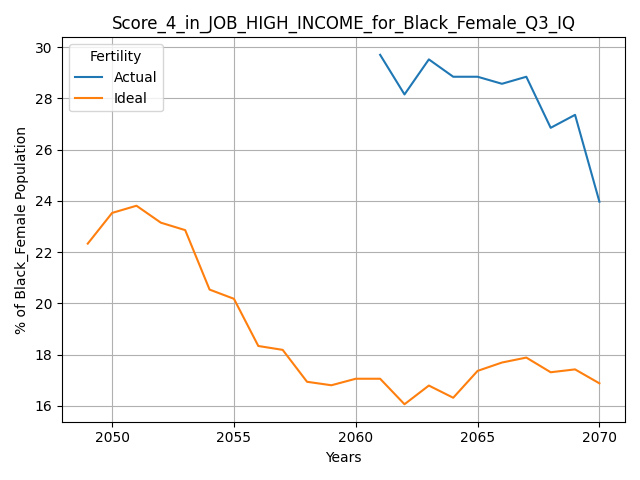 Score_4_in_JOB_HIGH_INCOME_for_Black_Female_Q3_IQ
Fertility
Actual
Ideal
% of Black_Female Population
30
28
26
24
22
20
18
16
2050
2055
2060
2065
2070
Years